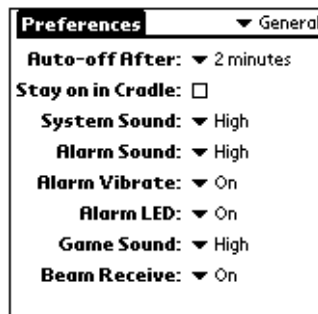 Preferences ▼ General
Auto-off After: ▼ 2 minutes
Stay on in Cradle: ☐
System Sound: ▼ High
Alarm Sound: ▼ High
Alarm Vibrate: ▼ On
Alarm LED: ▼ On
Game Sound: ▼ High
Beam Receive: ▼ On